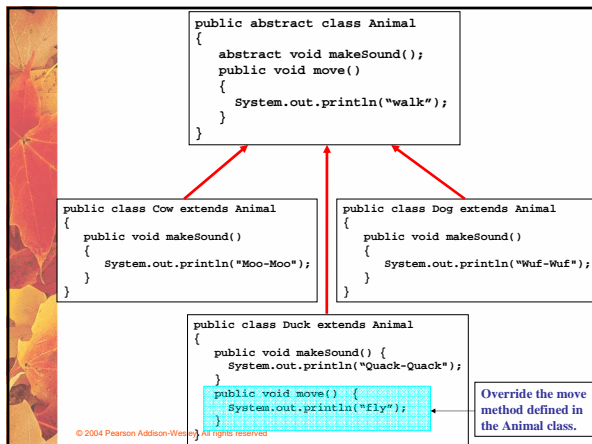 public abstract class Animal
{
abstract void makeSound();
public void move()
{
System.out.println(“walk”);
}
}
public class Cow extends Animal
{
public void makeSound()
{
System.out.println("Moo-Moo");
}
}
public class Dog extends Animal
{
public void makeSound()
{
System.out.println(“Wuf-Wuf");
}
}
public class Duck extends Animal
{
public void makeSound() {
System.out.println(“Quack-Quack");
}
public void move() {
System.out.println(“fly”);
}
}
Override the move
method defined in
the Animal class.
© 2004 Pearson Addison-Wesley. All rights reserved